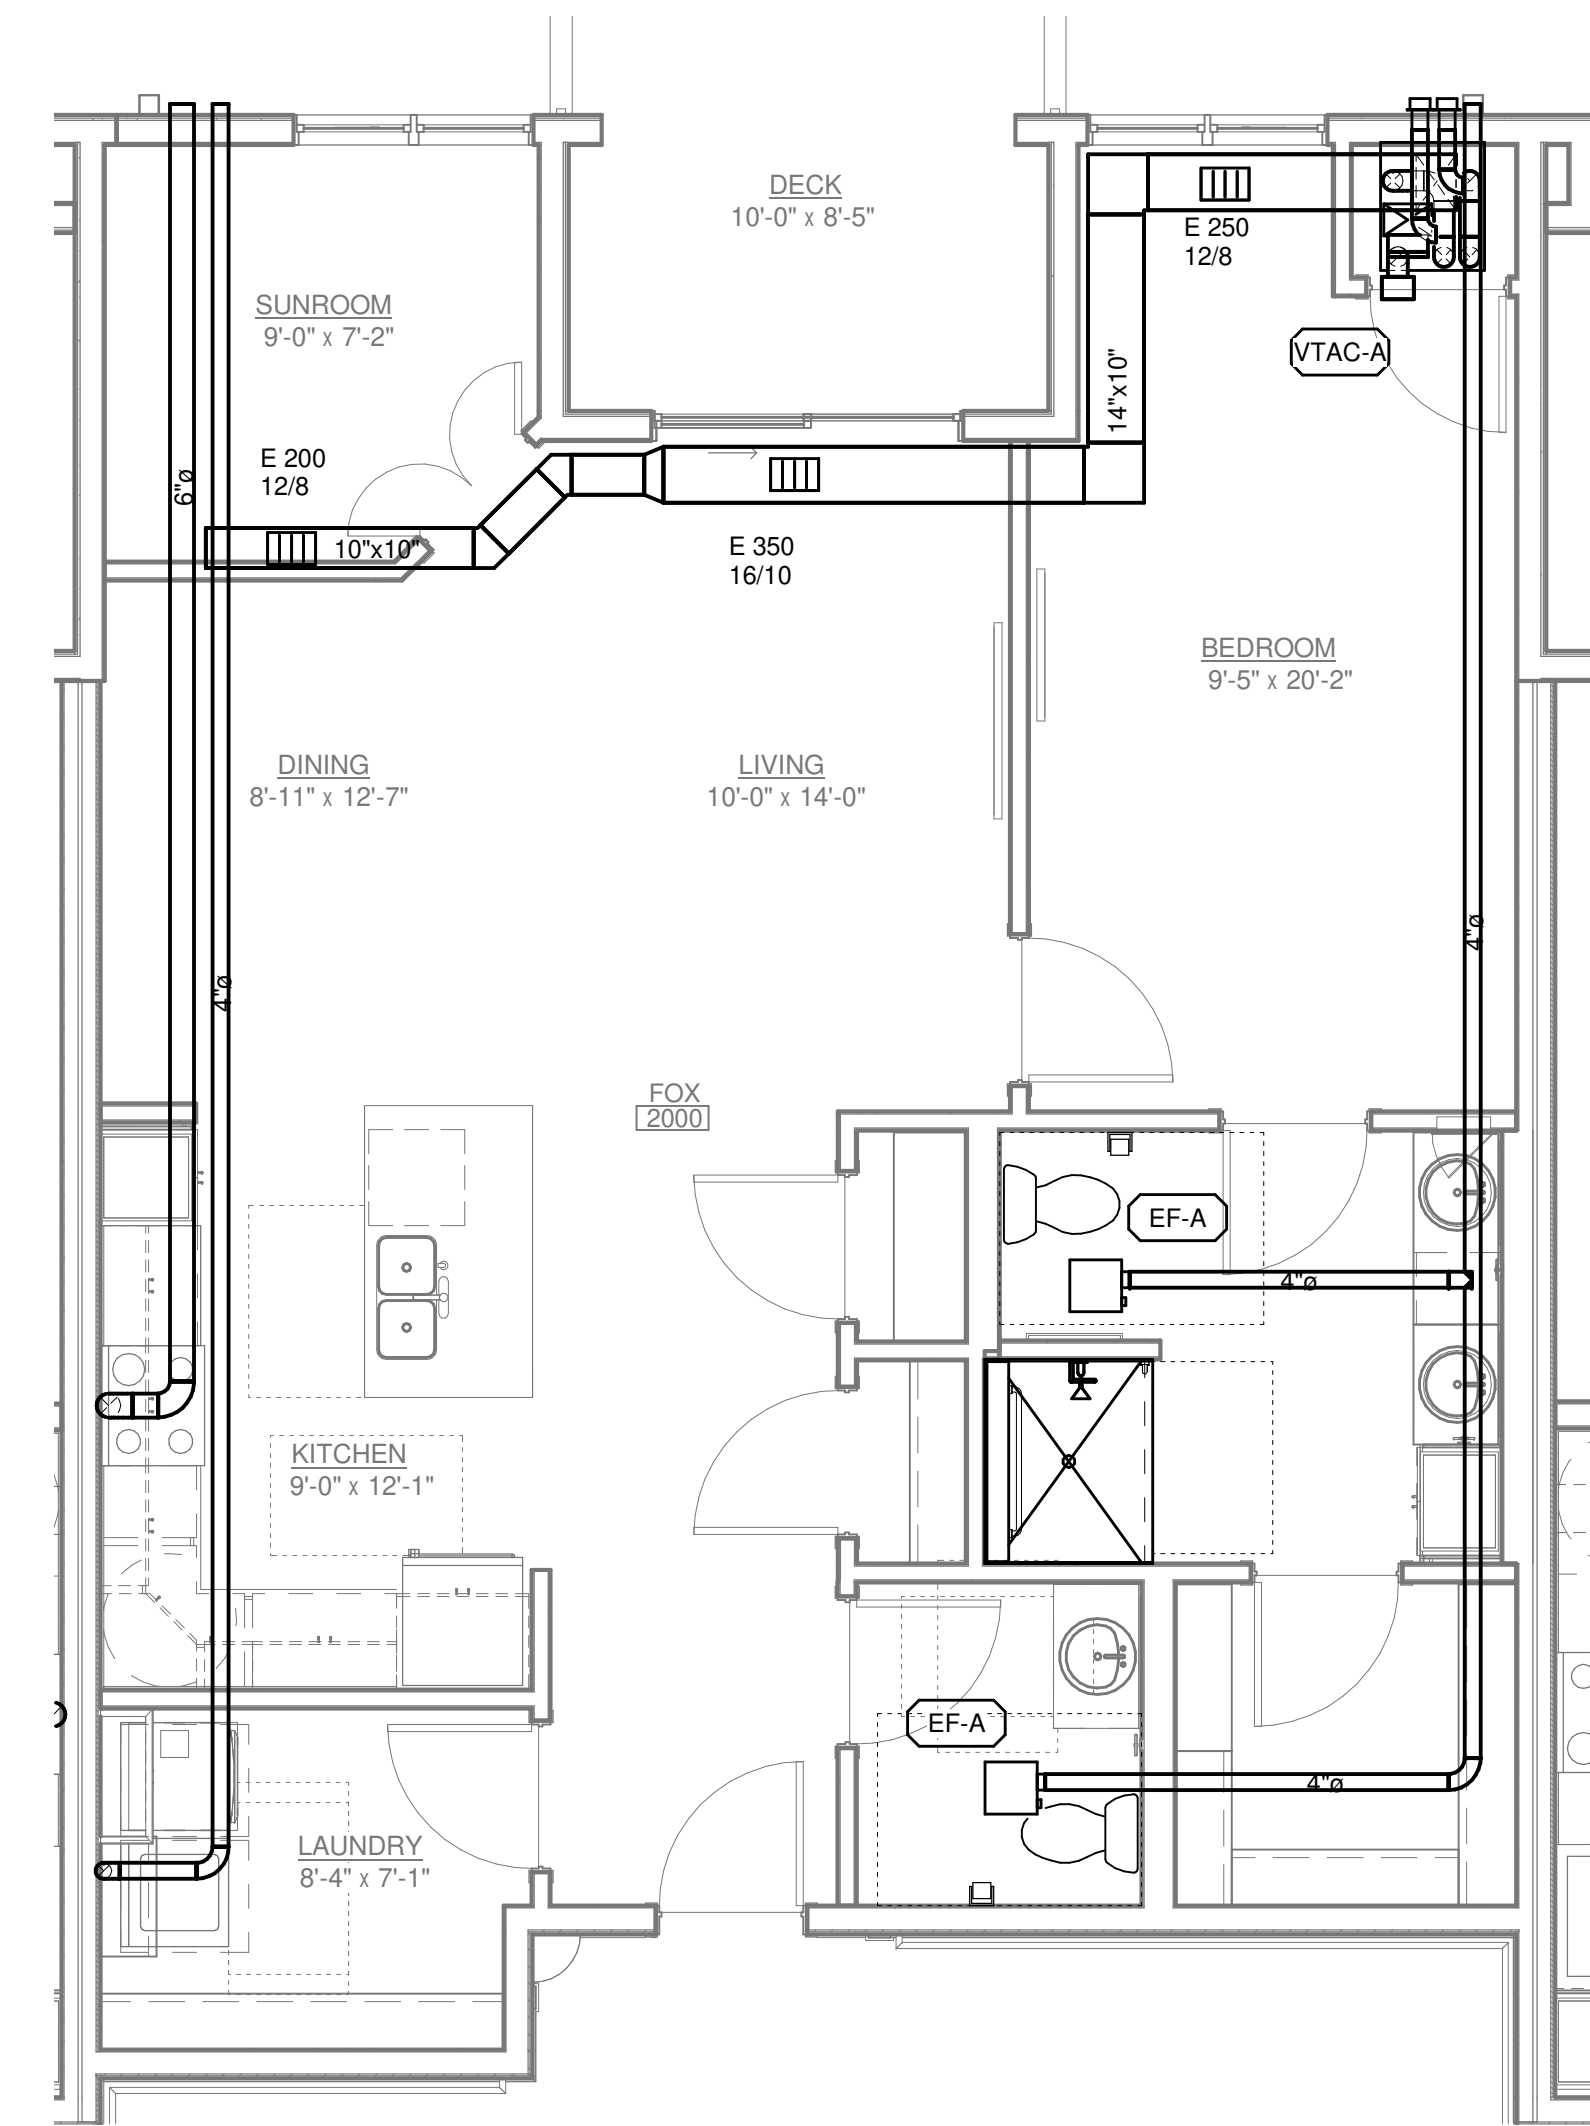 DECK
10'-0" x 8'-5"
E 250
12/8
SUNROOM
9'-0" x 7'-2"
VTAC-A
14"x10"
E 200
12/8
6"ø
10"x10"
E 350
16/10
BEDROOM
9'-5" x 20'-2"
DINING
8'-11" x 12'-7"
LIVING
10'-0" x 14'-0"
4"ø
4"ø
FOX
2000
EF-A
4"ø
KITCHEN
9'-0" x 12'-1"
EF-A
4"ø
LAUNDRY
8'-4" x 7'-1"